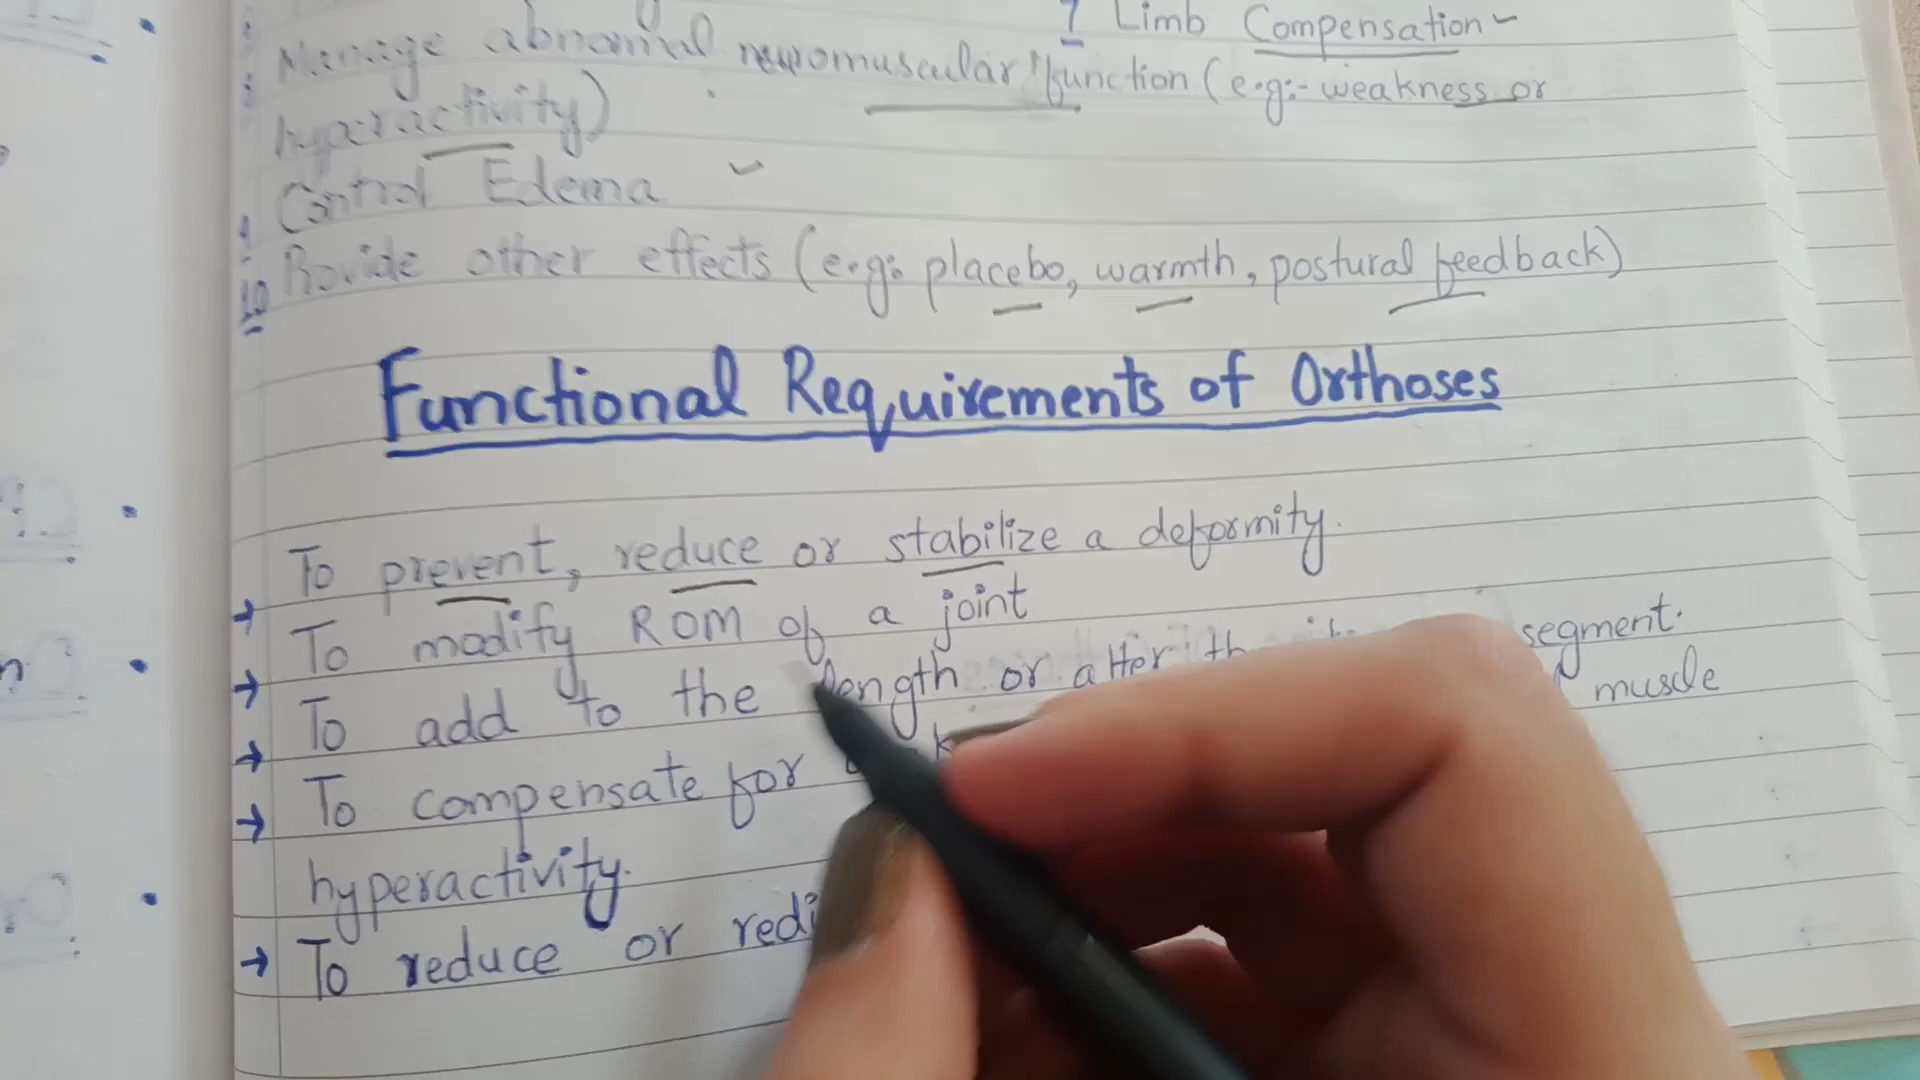 7 Limb Compensation
Manage abnormal neuromuscular function (e.g:- weakness or
hyperactivity)
9 Control Edema
10 Provide other effects (e.g: placebo, warmth, postural feedback)
Functional Requirements of Orthoses
→ To prevent, reduce or stabilize a deformity.
→ To modify ROM of a joint
→ To add to the length or alter the segment.
→ To compensate for muscle
hyperactivity.
→ To reduce or